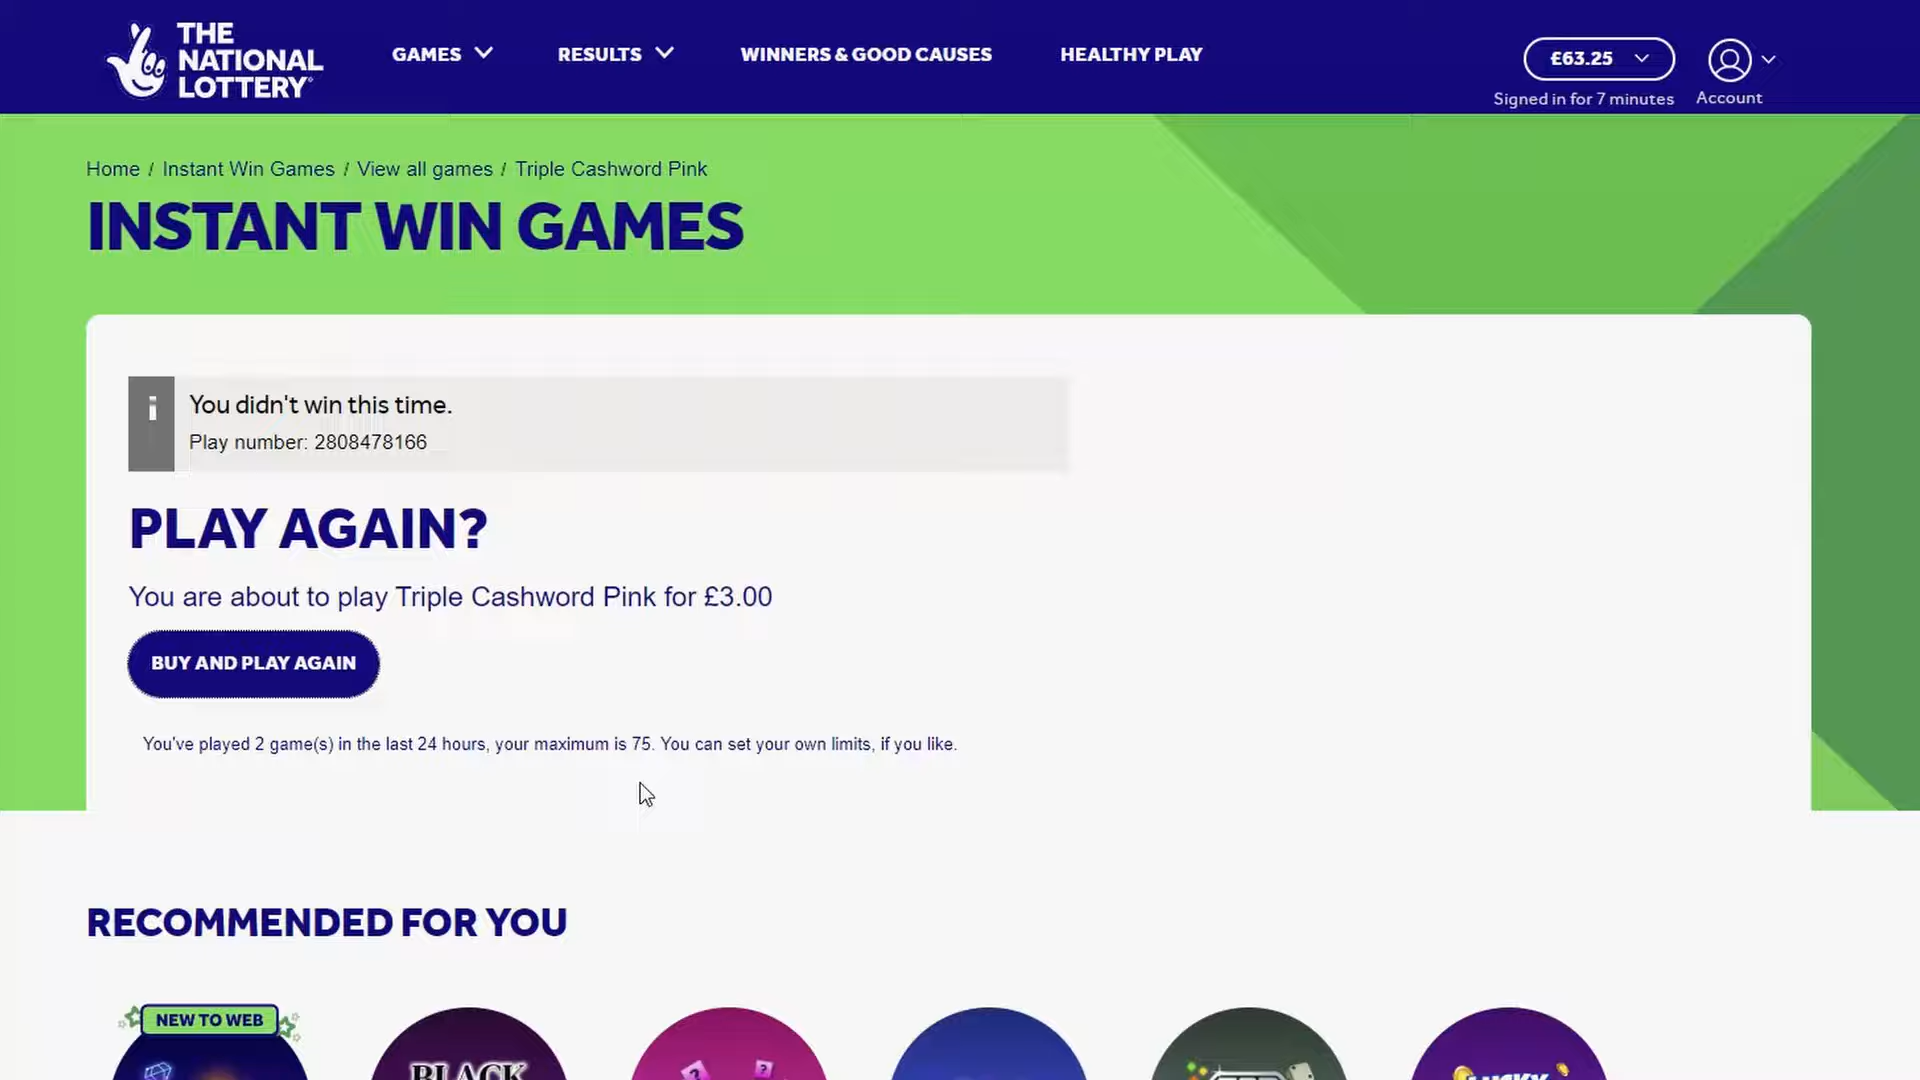 THE
NATIONAL
LOTTERY
GAMES
RESULTS
WINNERS & GOOD CAUSES
HEALTHY PLAY
£63.25
Signed in for 7 minutes
Account
Home / Instant Win Games / View all games / Triple Cashword Pink
INSTANT WIN GAMES
i
You didn't win this time.
Play number: 2808478166
PLAY AGAIN?
You are about to play Triple Cashword Pink for £3.00
BUY AND PLAY AGAIN
You've played 2 game(s) in the last 24 hours, your maximum is 75. You can set your own limits, if you like.
RECOMMENDED FOR YOU
NEW TO WEB
BLACK
? ?
LUCKY